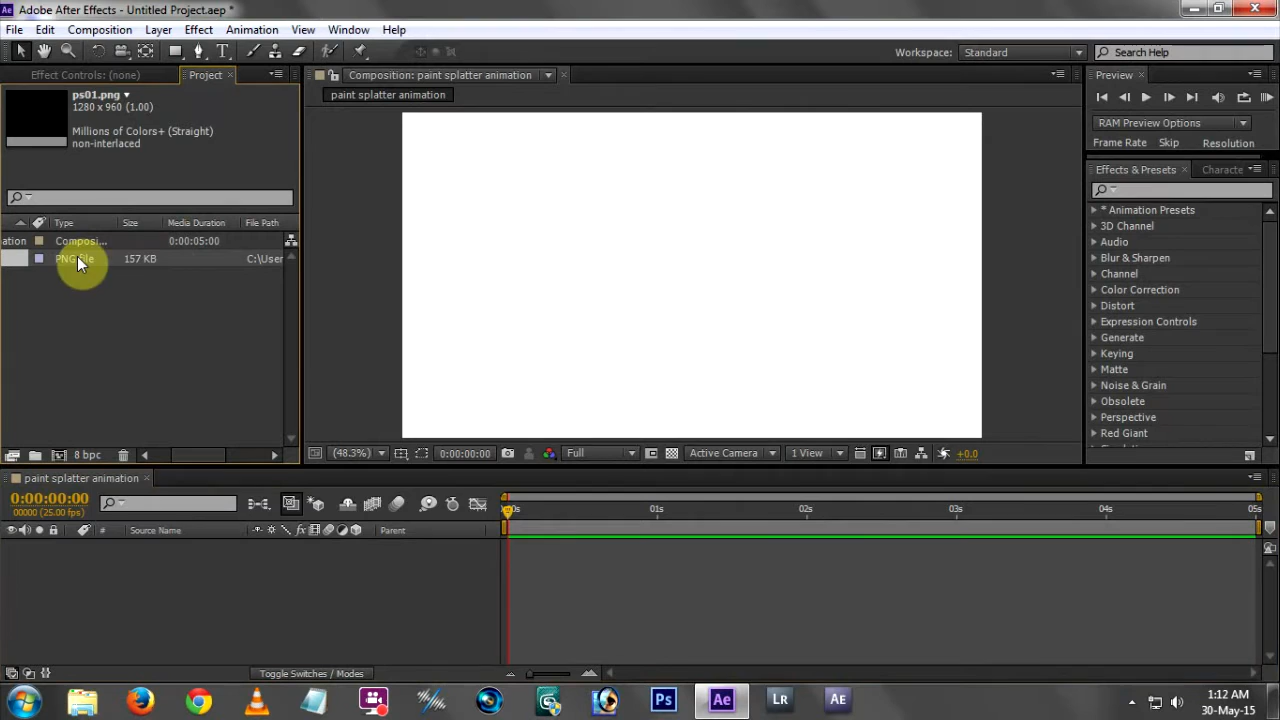 Adobe After Effects - Untitled Project.aep *
File Edit Composition Layer Effect Animation View Window Help
Workspace: Standard Search Help
Effect Controls: (none) Project Composition: paint splatter animation Preview
paint splatter animation
ps01.png
1280 x 960 (1.00)
Millions of Colors+ (Straight)
non-interlaced
RAM Preview Options
Frame Rate Skip Resolution
Effects & Presets Characte
Type Size Media Duration File Path
ation Composi... 0:00:05:00
PNG file 157 KB C:\User
* Animation Presets
3D Channel
Audio
Blur & Sharpen
Channel
Color Correction
Distort
Expression Controls
Generate
Keying
Matte
Noise & Grain
Obsolete
Perspective
Red Giant
8 bpc
(48.3%) 0:00:00:00 Full Active Camera 1 View +0.0
paint splatter animation
0:00:00:00
00000 (25.00 fps)
01s 02s 03s 04s 05s
# Source Name Parent
Toggle Switches / Modes
Ps Ae LR AE
1:12 AM
30-May-15